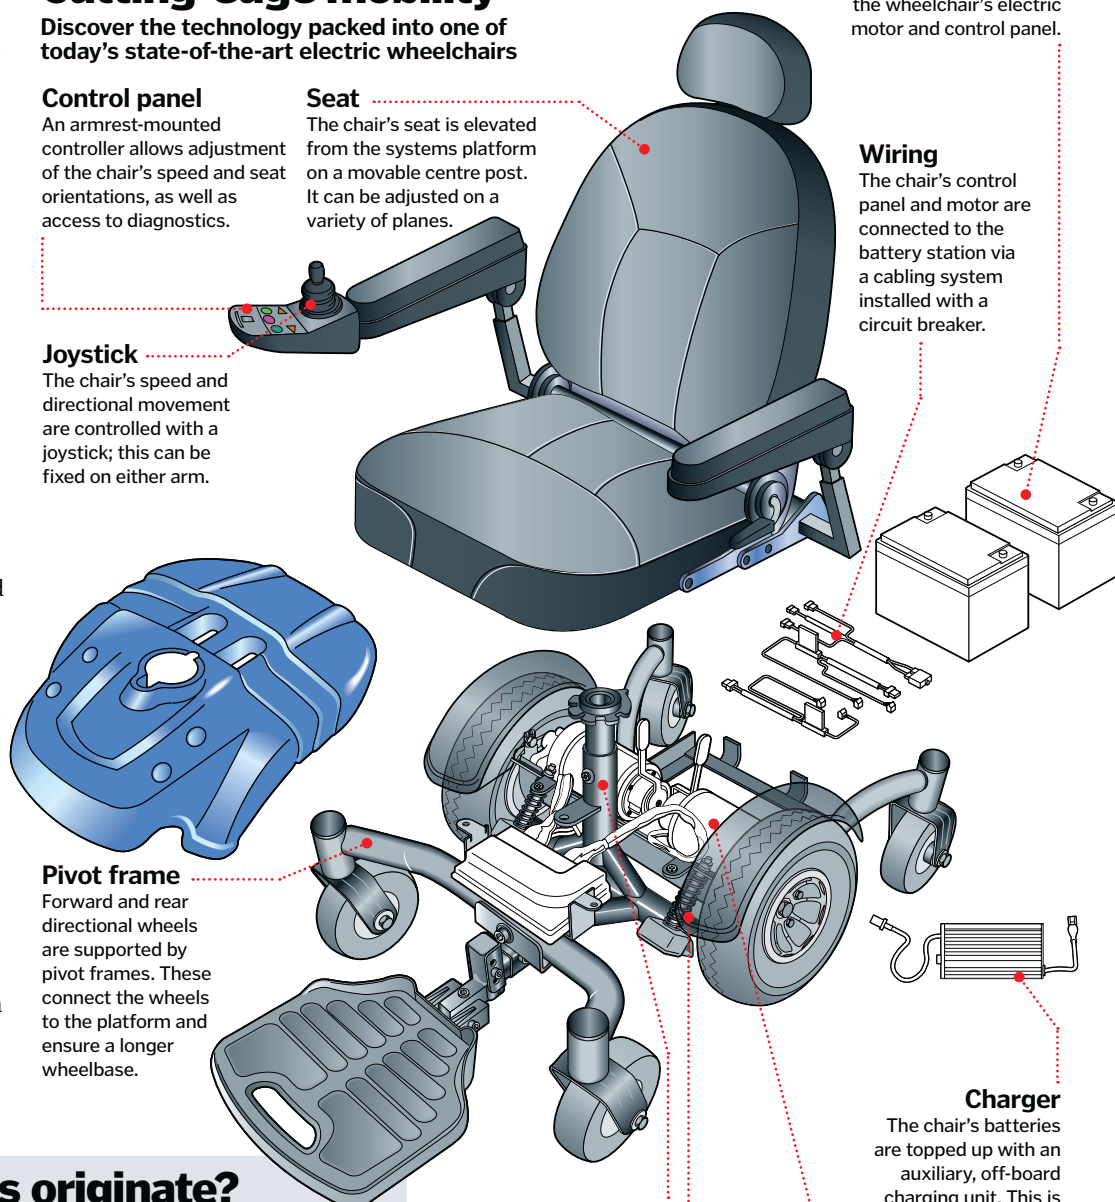 Cutting-edge mobility
Discover the technology packed into one of
today's state-of-the-art electric wheelchairs
the wheelchair's electric
motor and control panel.
Control panel
An armrest-mounted
controller allows adjustment
of the chair's speed and seat
orientations, as well as
access to diagnostics.
Seat
The chair's seat is elevated
from the systems platform
on a movable centre post.
It can be adjusted on a
variety of planes.
Wiring
The chair's control
panel and motor are
connected to the
battery station via
a cabling system
installed with a
circuit breaker.
Joystick
The chair's speed and
directional movement
are controlled with a
joystick; this can be
fixed on either arm.
Pivot frame
Forward and rear
directional wheels
are supported by
pivot frames. These
connect the wheels
to the platform and
ensure a longer
wheelbase.
Charger
The chair's batteries
are topped up with an
auxiliary, off-board
charging unit. This is
s originate?